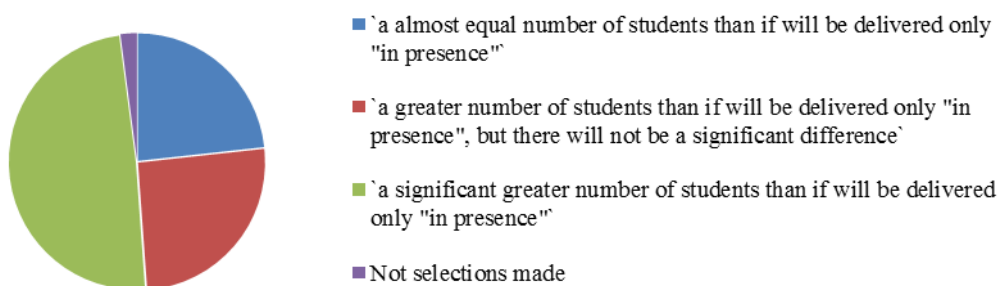 `a almost equal number of students than if will be delivered only
"in presence"`
`a greater number of students than if will be delivered only "in
presence", but there will not be a significant difference`
`a significant greater number of students than if will be delivered
only "in presence"`
Not selections made